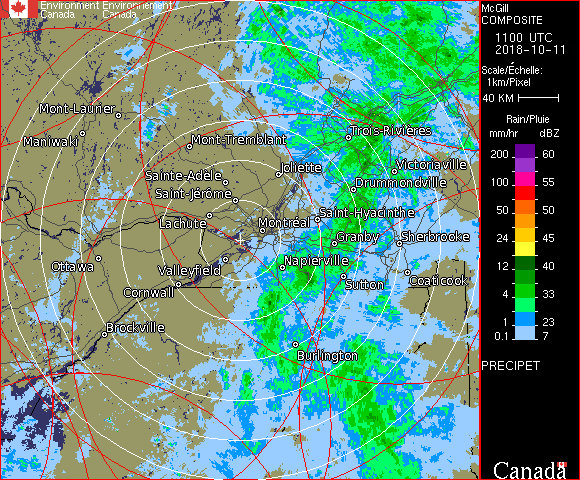 Environment Environnement
Canada Canada
McGill
COMPOSITE
1100 UTC
2018-10-11
Scale/Échelle:
1km/Pixel
40 KM
Rain/Pluie
mm/hr dBZ
200 60
100 55
50 50
24 45
12 40
4 33
1 23
0.1 7
PRECIPET
Canada
Mont-Laurier
Maniwaki
Mont-Tremblant
Trois-Rivières
Joliette
Victoriaville
Sainte-Adèle
Drummondville
Saint-Jérôme
Lachute
Saint-Hyacinthe
Montréal
Granby
Sherbrooke
Ottawa
Valleyfield
Napierville
Cornwall
Sutton
Coaticook
Brockville
Burlington